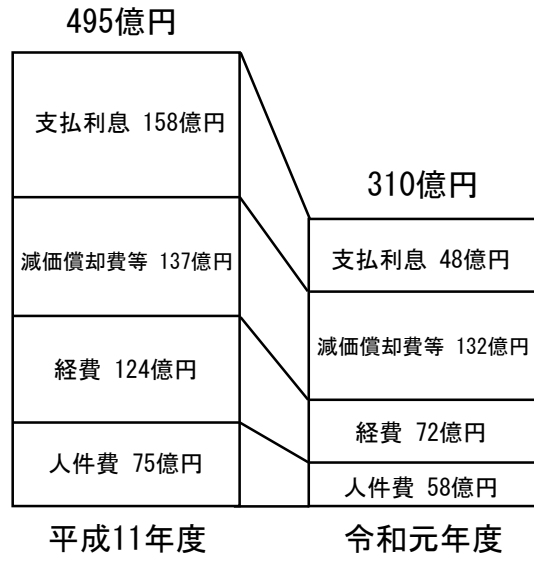 495億円
支払利息 158億円
減価償却費等 137億円
経費 124億円
人件費 75億円
平成11年度
310億円
支払利息 48億円
減価償却費等 132億円
経費 72億円
人件費 58億円
令和元年度